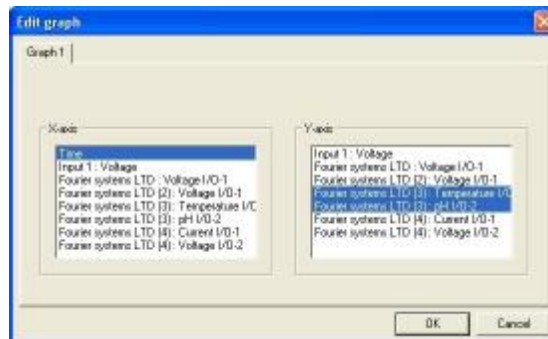 Edit graph
Graph 1
X-axis
Time
Input 1 : Voltage
Fourier systems LTD : Voltage I/O-1
Fourier systems LTD (2): Voltage I/O-1
Fourier systems LTD (3): Temperature I/C
Fourier systems LTD (3): pH I/O-2
Fourier systems LTD (4): Current I/O-1
Fourier systems LTD (4): Voltage I/O-2
Y-axis
Input 1 : Voltage
Fourier systems LTD : Voltage I/O-1
Fourier systems LTD (2): Voltage I/O-1
Fourier systems LTD (3): Temperature I/C
Fourier systems LTD (3): pH I/O-2
Fourier systems LTD (4): Current I/O-1
Fourier systems LTD (4): Voltage I/O-2
OK
Cancel